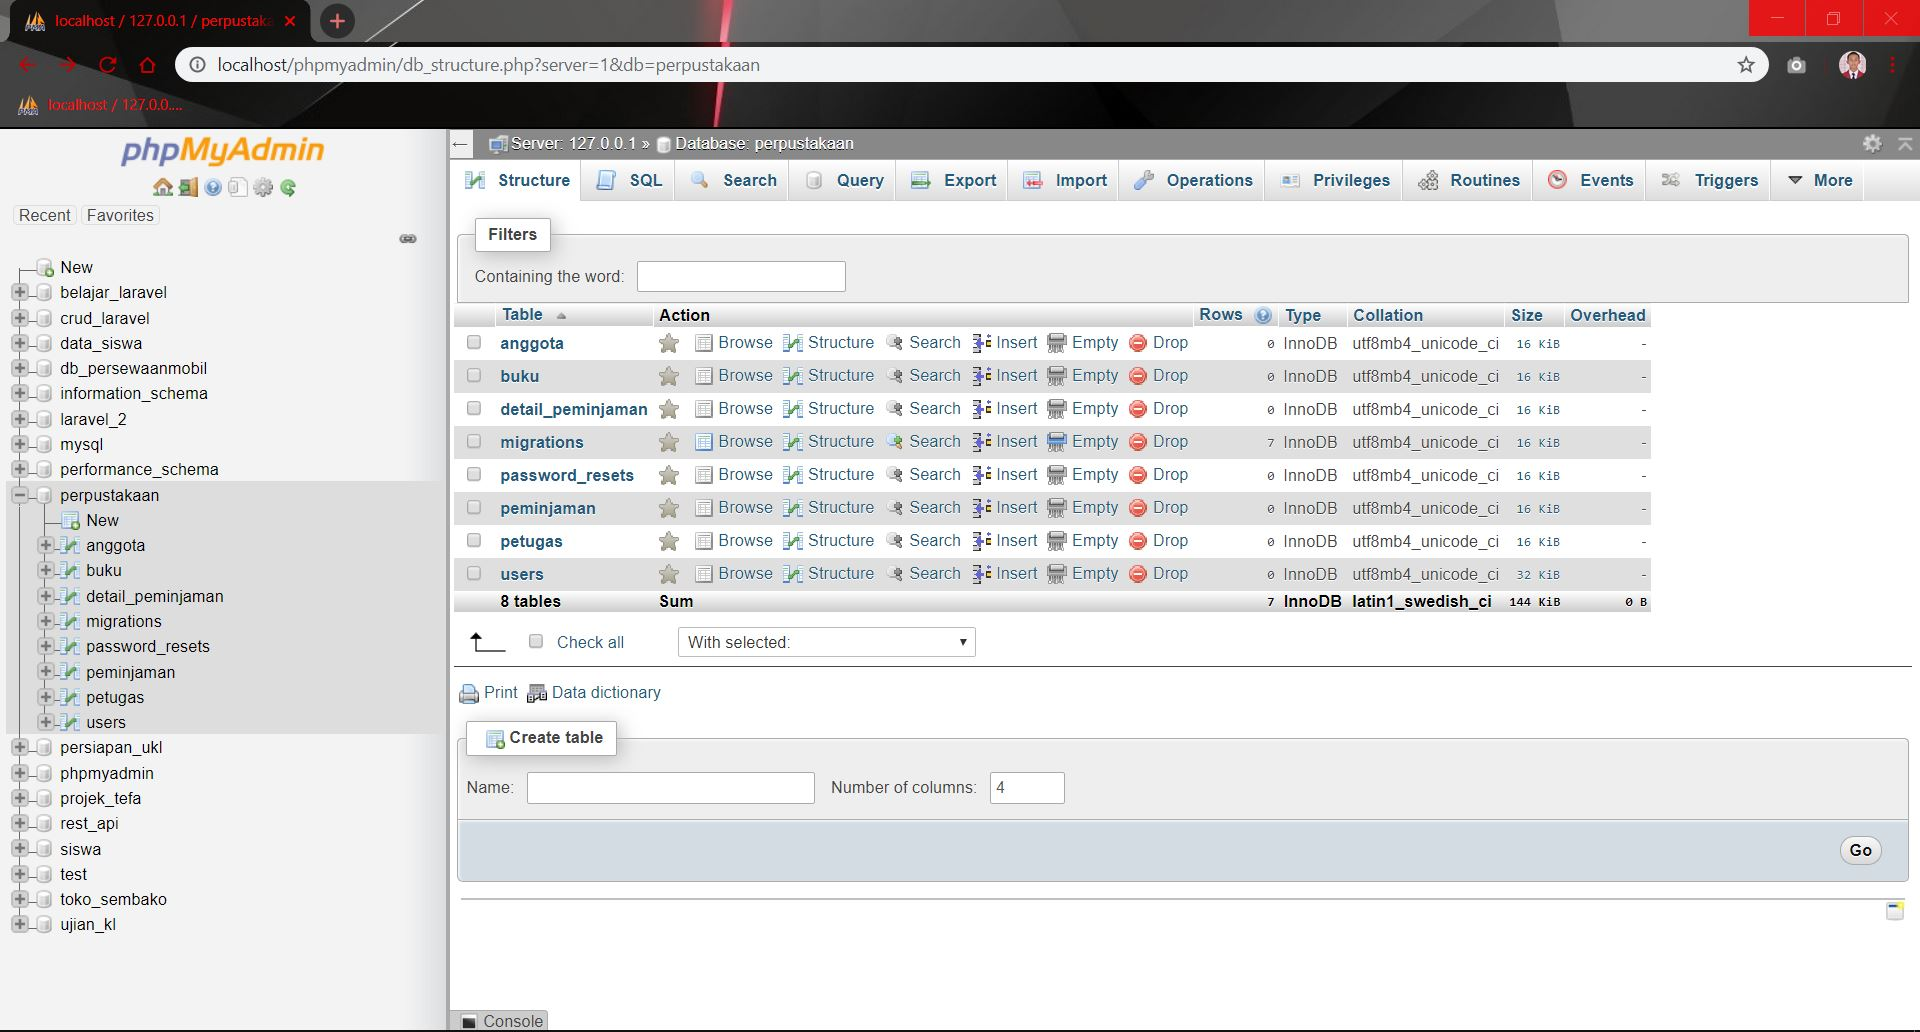 localhost / 127.0.0.1 / perpustaka
localhost/phpmyadmin/db_structure.php?server=1&db=perpustakaan
localhost / 127.0.0....
phpMyAdmin
Recent Favorites
New
belajar_laravel
crud_laravel
data_siswa
db_persewaanmobil
information_schema
laravel_2
mysql
performance_schema
perpustakaan
New
anggota
buku
detail_peminjaman
migrations
password_resets
peminjaman
petugas
users
persiapan_ukl
phpmyadmin
projek_tefa
rest_api
siswa
test
toko_sembako
ujian_kl
Server: 127.0.0.1 » Database: perpustakaan
Structure SQL Search Query Export Import Operations Privileges Routines Events Triggers More
Filters
Containing the word:
Table Action Rows Type Collation Size Overhead
anggota Browse Structure Search Insert Empty Drop 0 InnoDB utf8mb4_unicode_ci 16 KiB -
buku Browse Structure Search Insert Empty Drop 0 InnoDB utf8mb4_unicode_ci 16 KiB -
detail_peminjaman Browse Structure Search Insert Empty Drop 0 InnoDB utf8mb4_unicode_ci 16 KiB -
migrations Browse Structure Search Insert Empty Drop 7 InnoDB utf8mb4_unicode_ci 16 KiB -
password_resets Browse Structure Search Insert Empty Drop 0 InnoDB utf8mb4_unicode_ci 16 KiB -
peminjaman Browse Structure Search Insert Empty Drop 0 InnoDB utf8mb4_unicode_ci 16 KiB -
petugas Browse Structure Search Insert Empty Drop 0 InnoDB utf8mb4_unicode_ci 16 KiB -
users Browse Structure Search Insert Empty Drop 0 InnoDB utf8mb4_unicode_ci 32 KiB -
8 tables Sum 7 InnoDB latin1_swedish_ci 144 KiB 0 B
Check all With selected:
Print Data dictionary
Create table
Name: Number of columns: 4
Go
Console